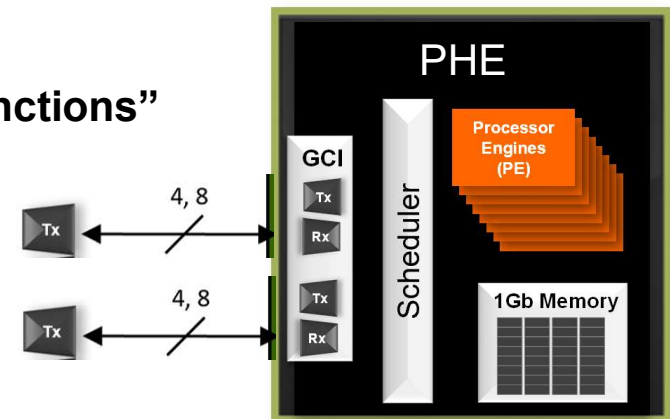 PHE
nctions”
Processor
Engines
(PE)
GCI
Scheduler
4, 8
Tx
Tx
Rx
4, 8
Tx
Tx
Rx
1Gb Memory